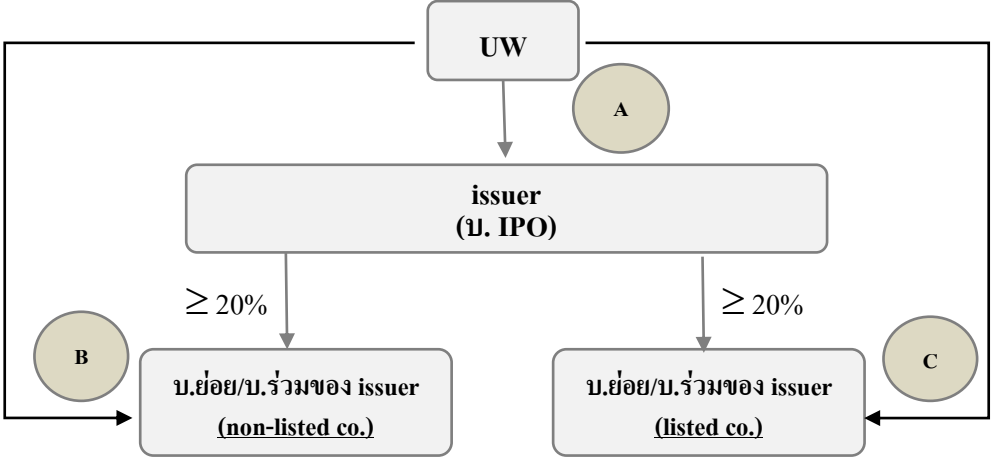 UW
A
issuer
(บ. IPO)
≥ 20%
≥ 20%
B
C
บ.ย่อย/บ.ร่วมของ issuer
(non-listed co.)
บ.ย่อย/บ.ร่วมของ issuer
(listed co.)